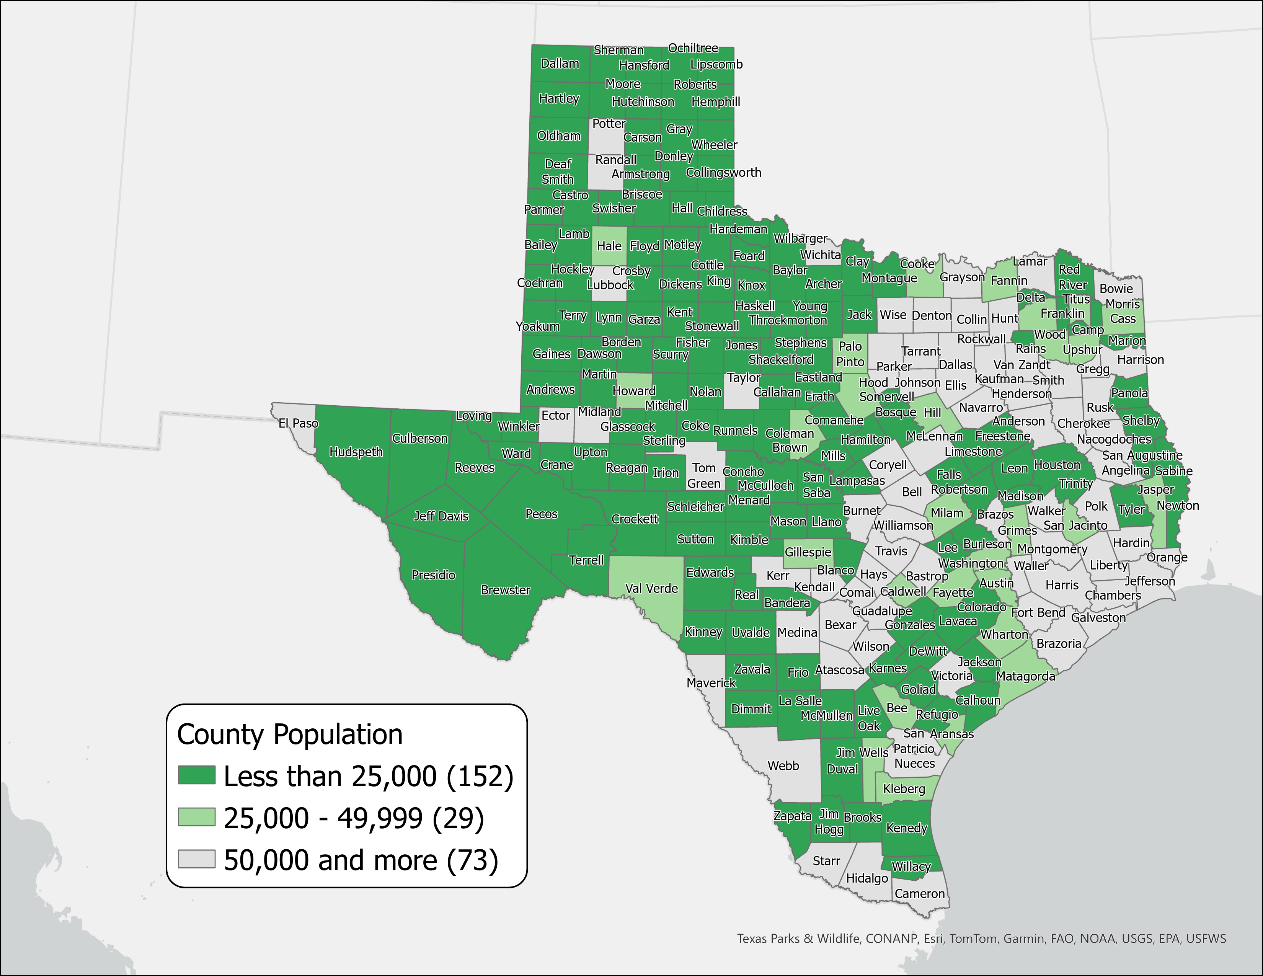 Sherman Ochiltree
Dallam Hansford Lipscomb
Moore Roberts
Hartley Hutchinson Hemphill
Potter
Oldham Carson Gray Wheeler
Randall Donley
Deaf
Smith Armstrong Collingsworth
Castro Briscoe
Parmer Swisher Hall Childress
Lamb Hardeman
Bailey Hale Floyd Motley Foard Wilbarger
Wichita Clay Cooke Lamar Red
River
Hockley Crosby Cottle Baylor Montague Grayson Fannin Bowie
Cochran Lubbock Dickens King Knox Archer Delta Titus Morris
Terry Lynn Garza Kent Haskell Young Jack Wise Denton Collin Hunt Franklin Cass
Yoakum Stonewall Throckmorton Wood Camp
Borden Fisher Jones Stephens Palo
Pinto Rockwall Rains Upshur Marion
Gaines Dawson Scurry Shackelford Parker Tarrant Dallas Van Zandt Gregg Harrison
Martin Taylor Eastland Hood Johnson Ellis Kaufman Smith
Andrews Howard Nolan Callahan Erath Somervell Henderson Panola
Mitchell Bosque Hill Navarro Rusk
El Paso Loving Ector Midland Comanche Anderson Cherokee Shelby
Culberson Winkler Glasscock Coke Runnels Coleman
Brown Hamilton McLennan Freestone Nacogdoches
Hudspeth Ward Upton Sterling Mills Limestone San Augustine
Reeves Crane Reagan Irion Tom
Green Concho San
Saba Lampasas Coryell Falls Leon Houston Angelina Sabine
McCulloch Bell Robertson Trinity Jasper
Jeff Davis Pecos Crockett Schleicher Menard Mason Llano Burnet Milam Madison Walker Polk Tyler Newton
Williamson Brazos Grimes San Jacinto
Sutton Kimble Travis Lee Burleson Montgomery Hardin
Presidio Brewster Terrell Gillespie Blanco Washington Waller Liberty Orange
Val Verde Edwards Kerr Kendall Hays Bastrop Austin Harris Jefferson
Real Bandera Comal Caldwell Fayette Chambers
Kinney Uvalde Medina Bexar Guadalupe Gonzales Colorado Fort Bend Galveston
Lavaca Wharton Brazoria
Maverick Zavala Frio Atascosa Wilson Karnes DeWitt Jackson
Victoria Matagorda
Dimmit La Salle McMullen Live
Oak Bee Goliad Calhoun
Refugio
San
Patricio Aransas
Webb Jim Wells Nueces
Duval
Kleberg
Zapata Jim
Hogg Brooks Kenedy
Starr Willacy
Hidalgo
Cameron
County Population
Less than 25,000 (152)
25,000 - 49,999 (29)
50,000 and more (73)
Texas Parks & Wildlife, CONANP, Esri, TomTom, Garmin, FAO, NOAA, USGS, EPA, USFWS